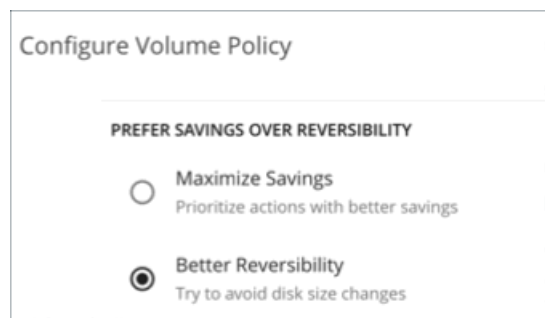 Configure Volume Policy
PREFER SAVINGS OVER REVERSIBILITY
Maximize Savings
Prioritize actions with better savings
Better Reversibility
Try to avoid disk size changes